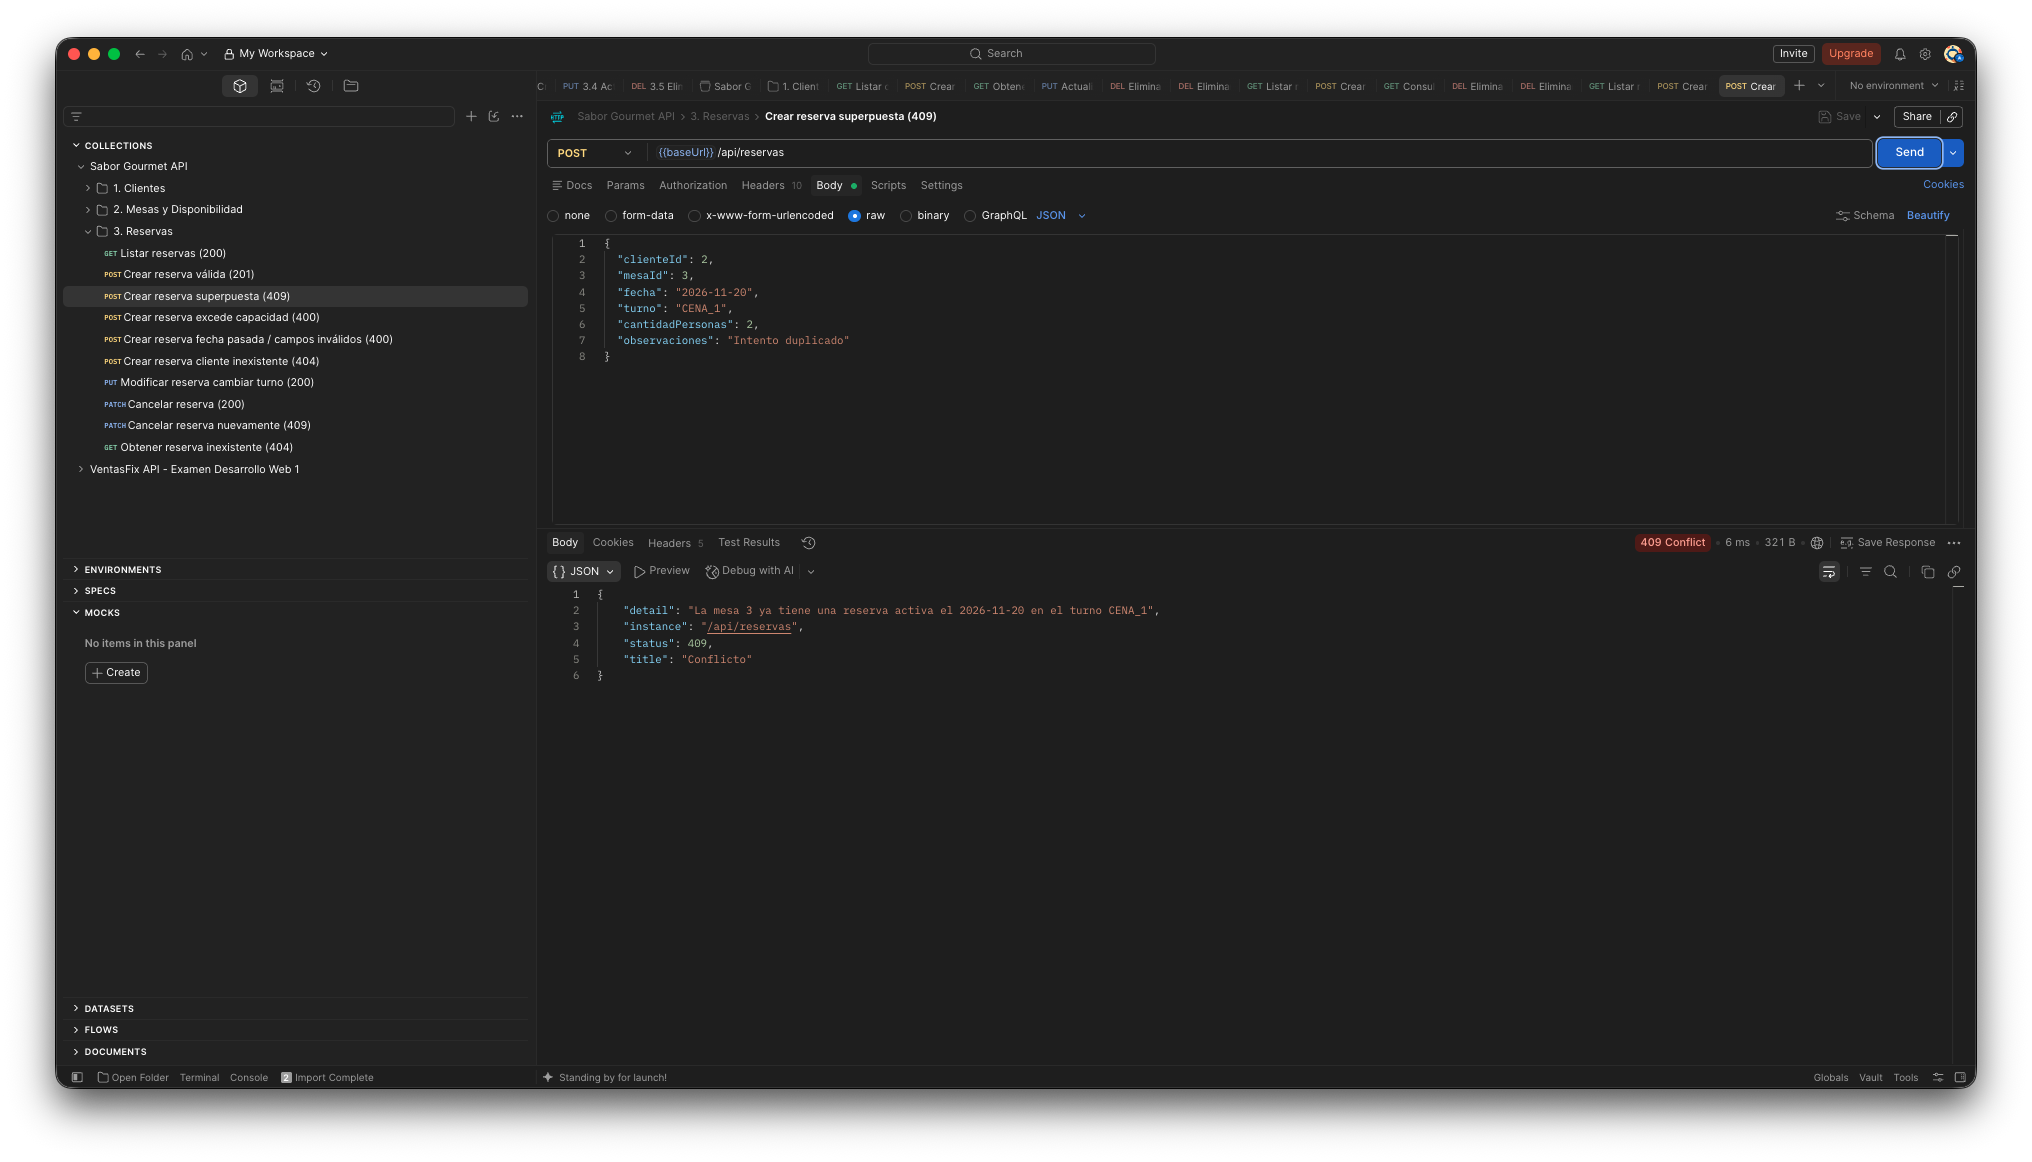 My Workspace
Search
Invite
Upgrade
PUT 3.4 Ac
DEL 3.5 Elin
Sabor G
1. Client
GET Listar
POST Crear
GET Obten
PUT Actual
DEL Elimina
DEL Elimina
GET Listar
POST Crear
GET Consu
DEL Elimina
DEL Elimina
GET Listar
POST Crear
POST Crear
No environment
COLLECTIONS
Sabor Gourmet API
1. Clientes
2. Mesas y Disponibilidad
3. Reservas
GET Listar reservas (200)
POST Crear reserva válida (201)
POST Crear reserva superpuesta (409)
POST Crear reserva excede capacidad (400)
POST Crear reserva fecha pasada / campos inválidos (400)
POST Crear reserva cliente inexistente (404)
PUT Modificar reserva cambiar turno (200)
PATCH Cancelar reserva (200)
PATCH Cancelar reserva nuevamente (409)
GET Obtener reserva inexistente (404)
VentasFix API - Examen Desarrollo Web 1
ENVIRONMENTS
SPECS
MOCKS
No items in this panel
Create
DATASETS
FLOWS
DOCUMENTS
HTTP
Sabor Gourmet API > 3. Reservas > Crear reserva superpuesta (409)
Save
Share
POST
{{baseUrl}} /api/reservas
Send
Docs Params Authorization Headers 10 Body Scripts Settings
Cookies
none form-data x-www-form-urlencoded raw binary GraphQL JSON
Schema
Beautify
1 {
2 "clienteId": 2,
3 "mesaId": 3,
4 "fecha": "2026-11-20",
5 "turno": "CENA_1",
6 "cantidadPersonas": 2,
7 "observaciones": "Intento duplicado"
8 }
Body Cookies Headers 5 Test Results
409 Conflict
6 ms
321 B
e.g. Save Response
{ } JSON
Preview
Debug with AI
1 {
2 "detail": "La mesa 3 ya tiene una reserva activa el 2026-11-20 en el turno CENA_1",
3 "instance": "/api/reservas",
4 "status": 409,
5 "title": "Conflicto"
6 }
Open Folder Terminal Console 2 Import Complete
Standing by for launch!
Globals Vault Tools